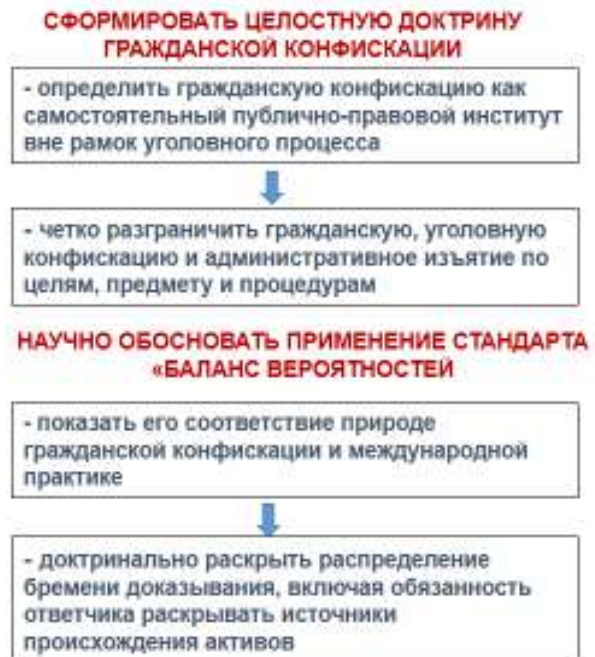 СФОРМИРОВАТЬ ЦЕЛОСТНУЮ ДОКТРИНУ
ГРАЖДАНСКОЙ КОНФИСКАЦИИ
- определить гражданскую конфискацию как
самостоятельный публично-правовой институт
вне рамок уголовного процесса
- четко разграничить гражданскую, уголовную
конфискацию и административное изъятие по
целям, предмету и процедурам
НАУЧНО ОБОСНОВАТЬ ПРИМЕНЕНИЕ СТАНДАРТА
«БАЛАНС ВЕРОЯТНОСТЕЙ
- показать его соответствие природе
гражданской конфискации и международной
практике
- доктринально раскрыть распределение
бремени доказывания, включая обязанность
ответчика раскрывать источники
происхождения активов